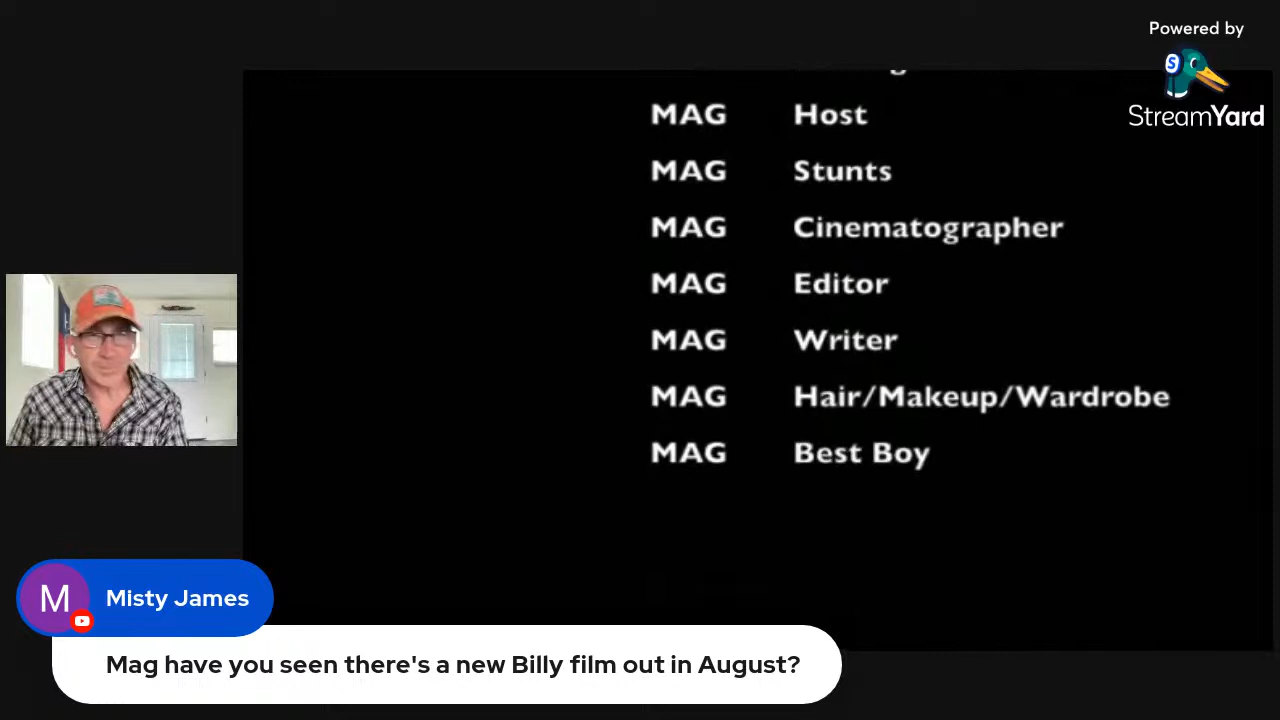 Powered by
StreamYard
MAG Host
MAG Stunts
MAG Cinematographer
MAG Editor
MAG Writer
MAG Hair/Makeup/Wardrobe
MAG Best Boy
M Misty James
Mag have you seen there's a new Billy film out in August?